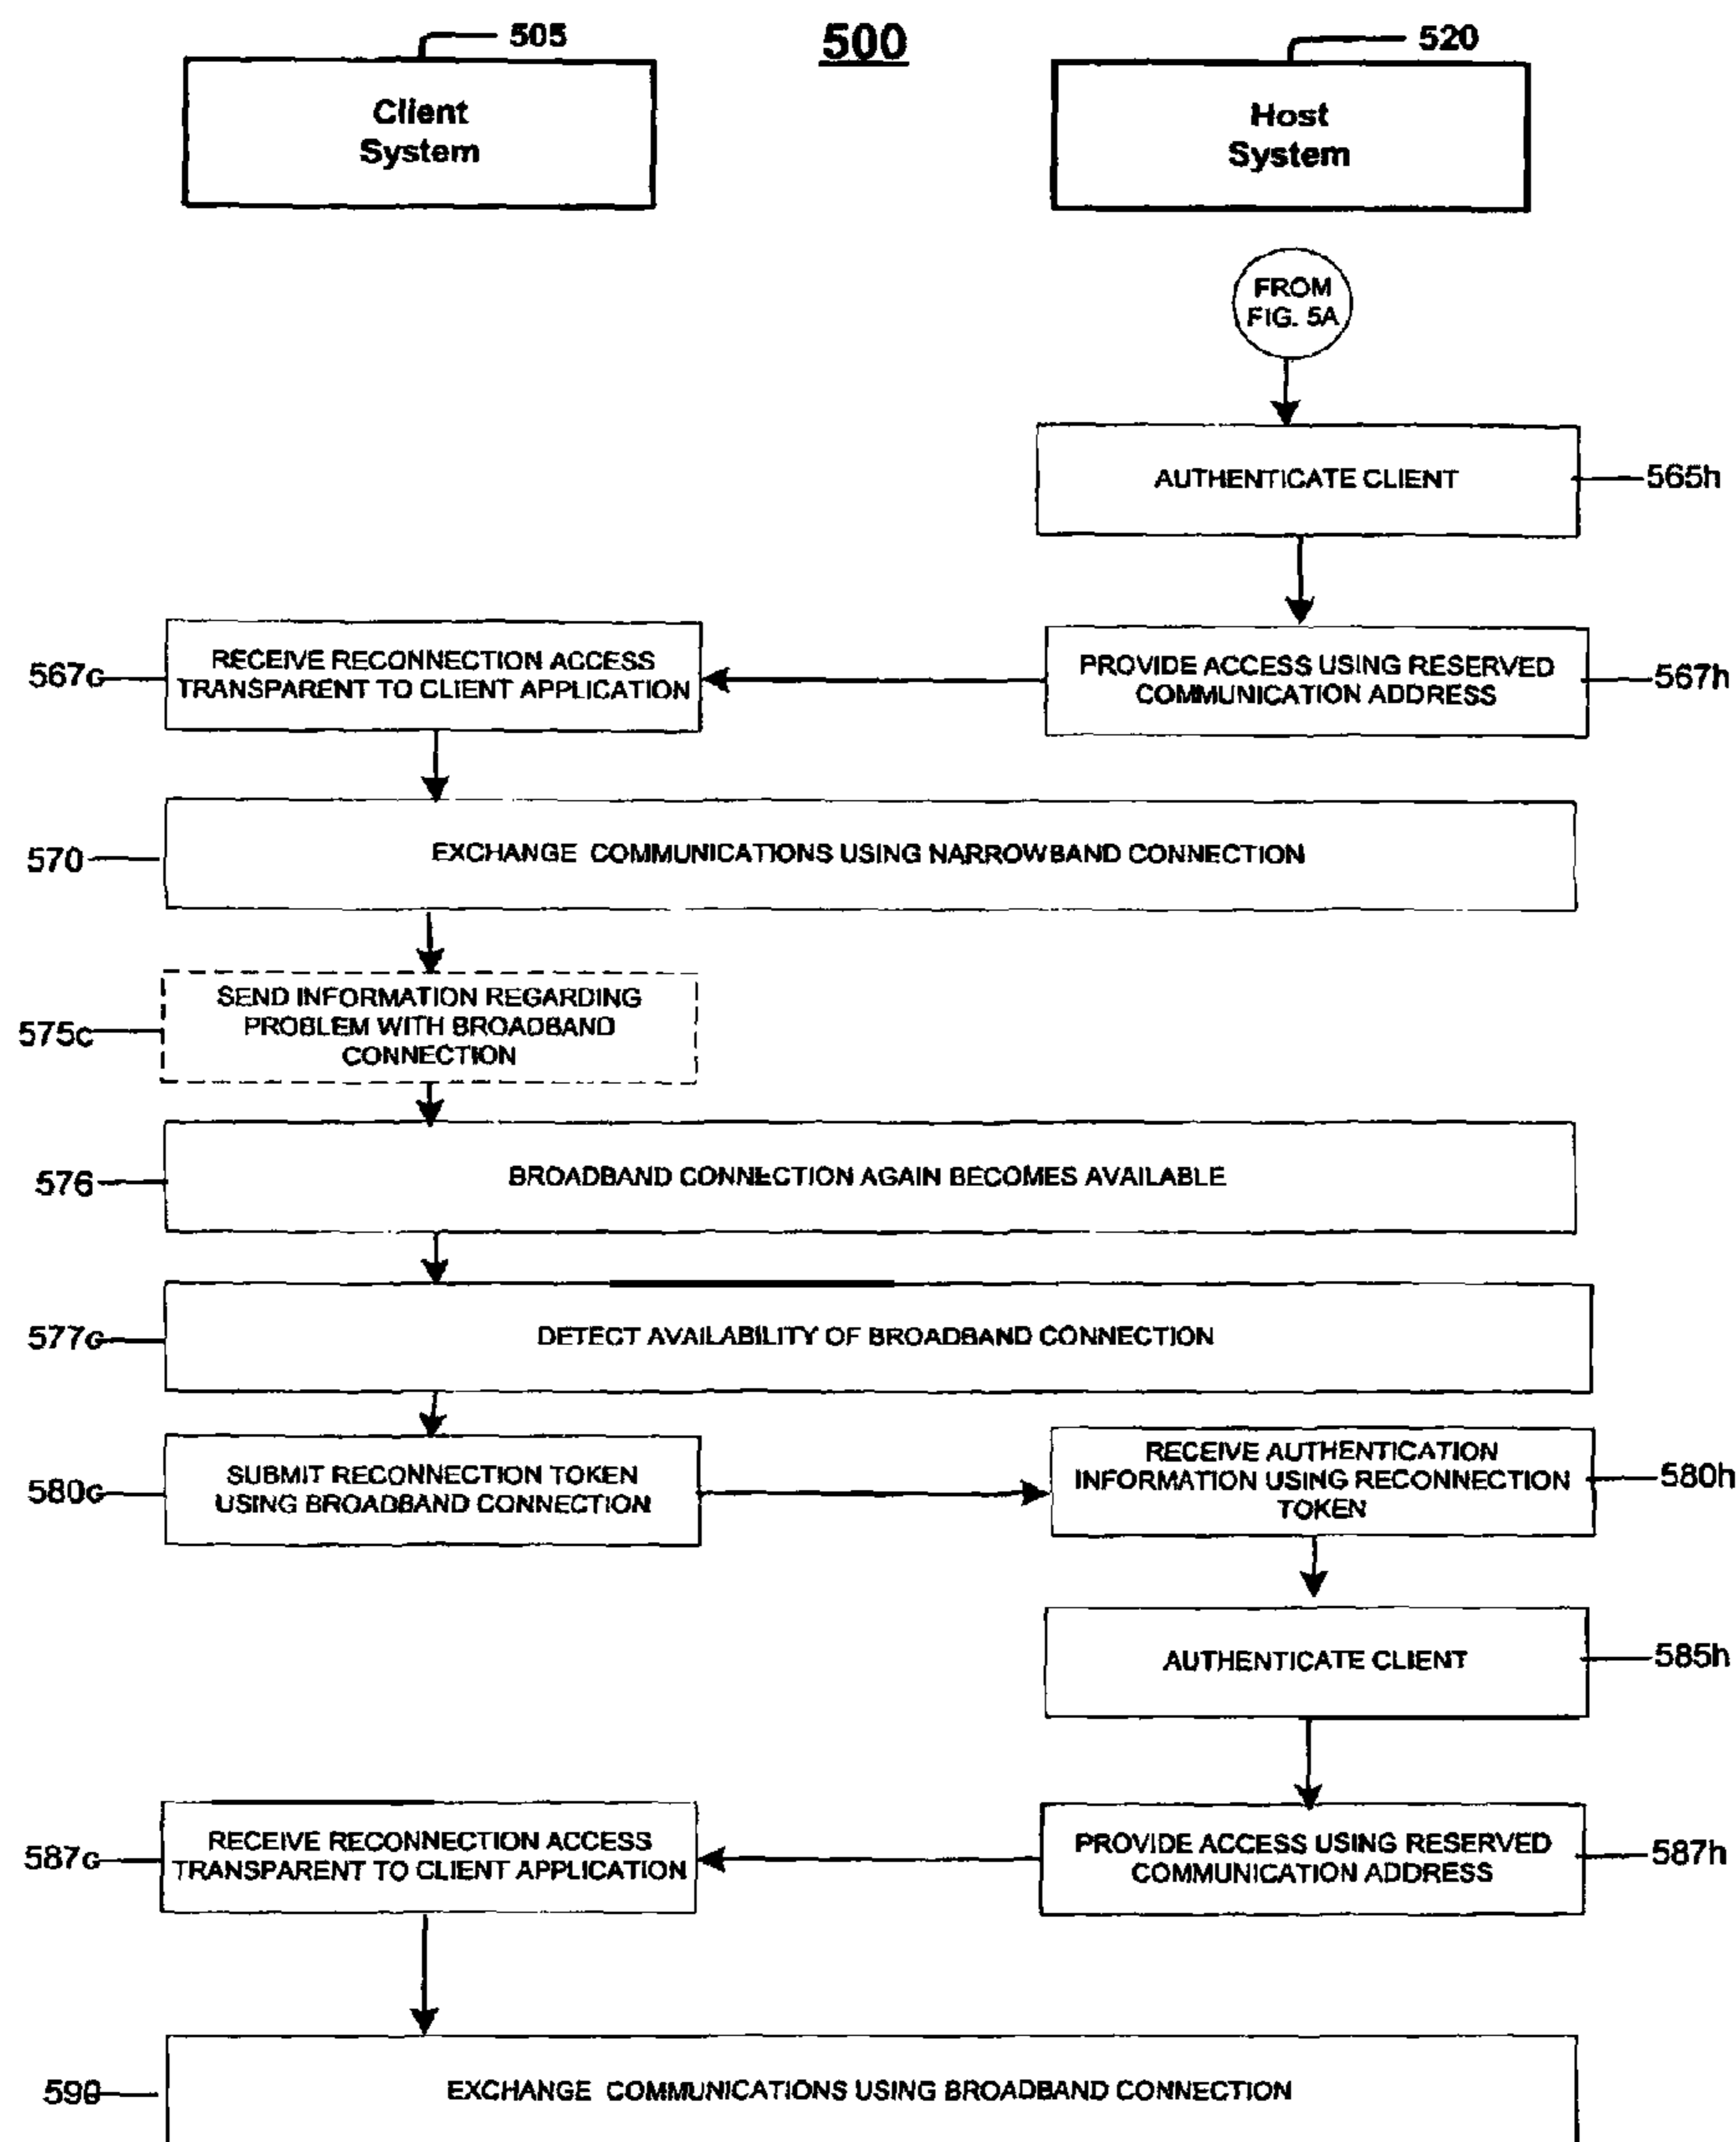 505
500
520
Client
System
Host
System
FROM
FIG. 5A
AUTHENTICATE CLIENT
565h
567c
RECEIVE RECONNECTION ACCESS
TRANSPARENT TO CLIENT APPLICATION
PROVIDE ACCESS USING RESERVED
COMMUNICATION ADDRESS
567h
570
EXCHANGE COMMUNICATIONS USING NARROWBAND CONNECTION
575c
SEND INFORMATION REGARDING
PROBLEM WITH BROADBAND
CONNECTION
576
BROADBAND CONNECTION AGAIN BECOMES AVAILABLE
577c
DETECT AVAILABILITY OF BROADBAND CONNECTION
580c
SUBMIT RECONNECTION TOKEN
USING BROADBAND CONNECTION
RECEIVE AUTHENTICATION
INFORMATION USING RECONNECTION
TOKEN
580h
AUTHENTICATE CLIENT
585h
587c
RECEIVE RECONNECTION ACCESS
TRANSPARENT TO CLIENT APPLICATION
PROVIDE ACCESS USING RESERVED
COMMUNICATION ADDRESS
587h
590
EXCHANGE COMMUNICATIONS USING BROADBAND CONNECTION